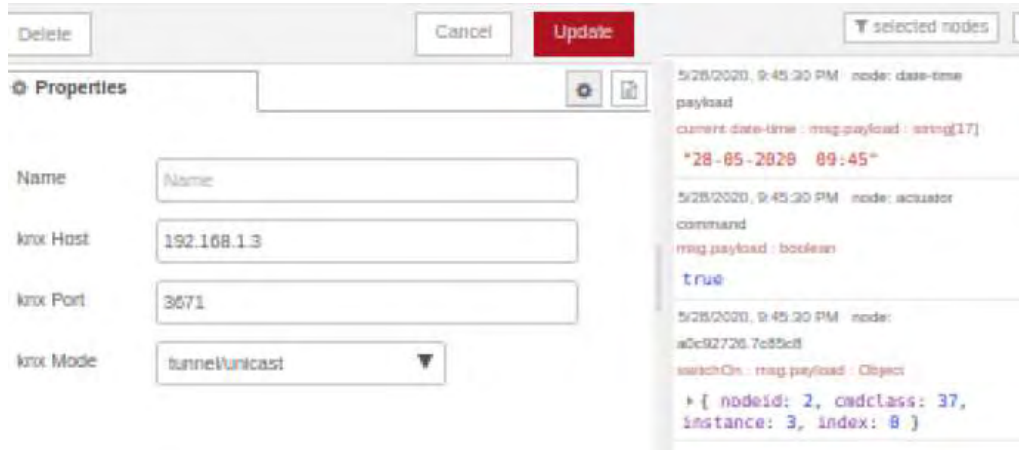 Delete
Cancel
Update
Properties
Name
Name
knx Host
192.168.1.3
knx Port
3671
knx Mode
tunnel/unicast
selected nodes
5/28/2020, 9:45:30 PM node: date-time
payload
current date-time : msg.payload : string[17]
"28-05-2020 09:45"
5/28/2020, 9:45:30 PM node: actuator
command
msg.payload : boolean
true
5/28/2020, 9:45:30 PM node:
a0c92726.7c85c8
switchOn : msg.payload : Object
{ nodeid: 2, cmdclass: 37,
instance: 3, index: 0 }